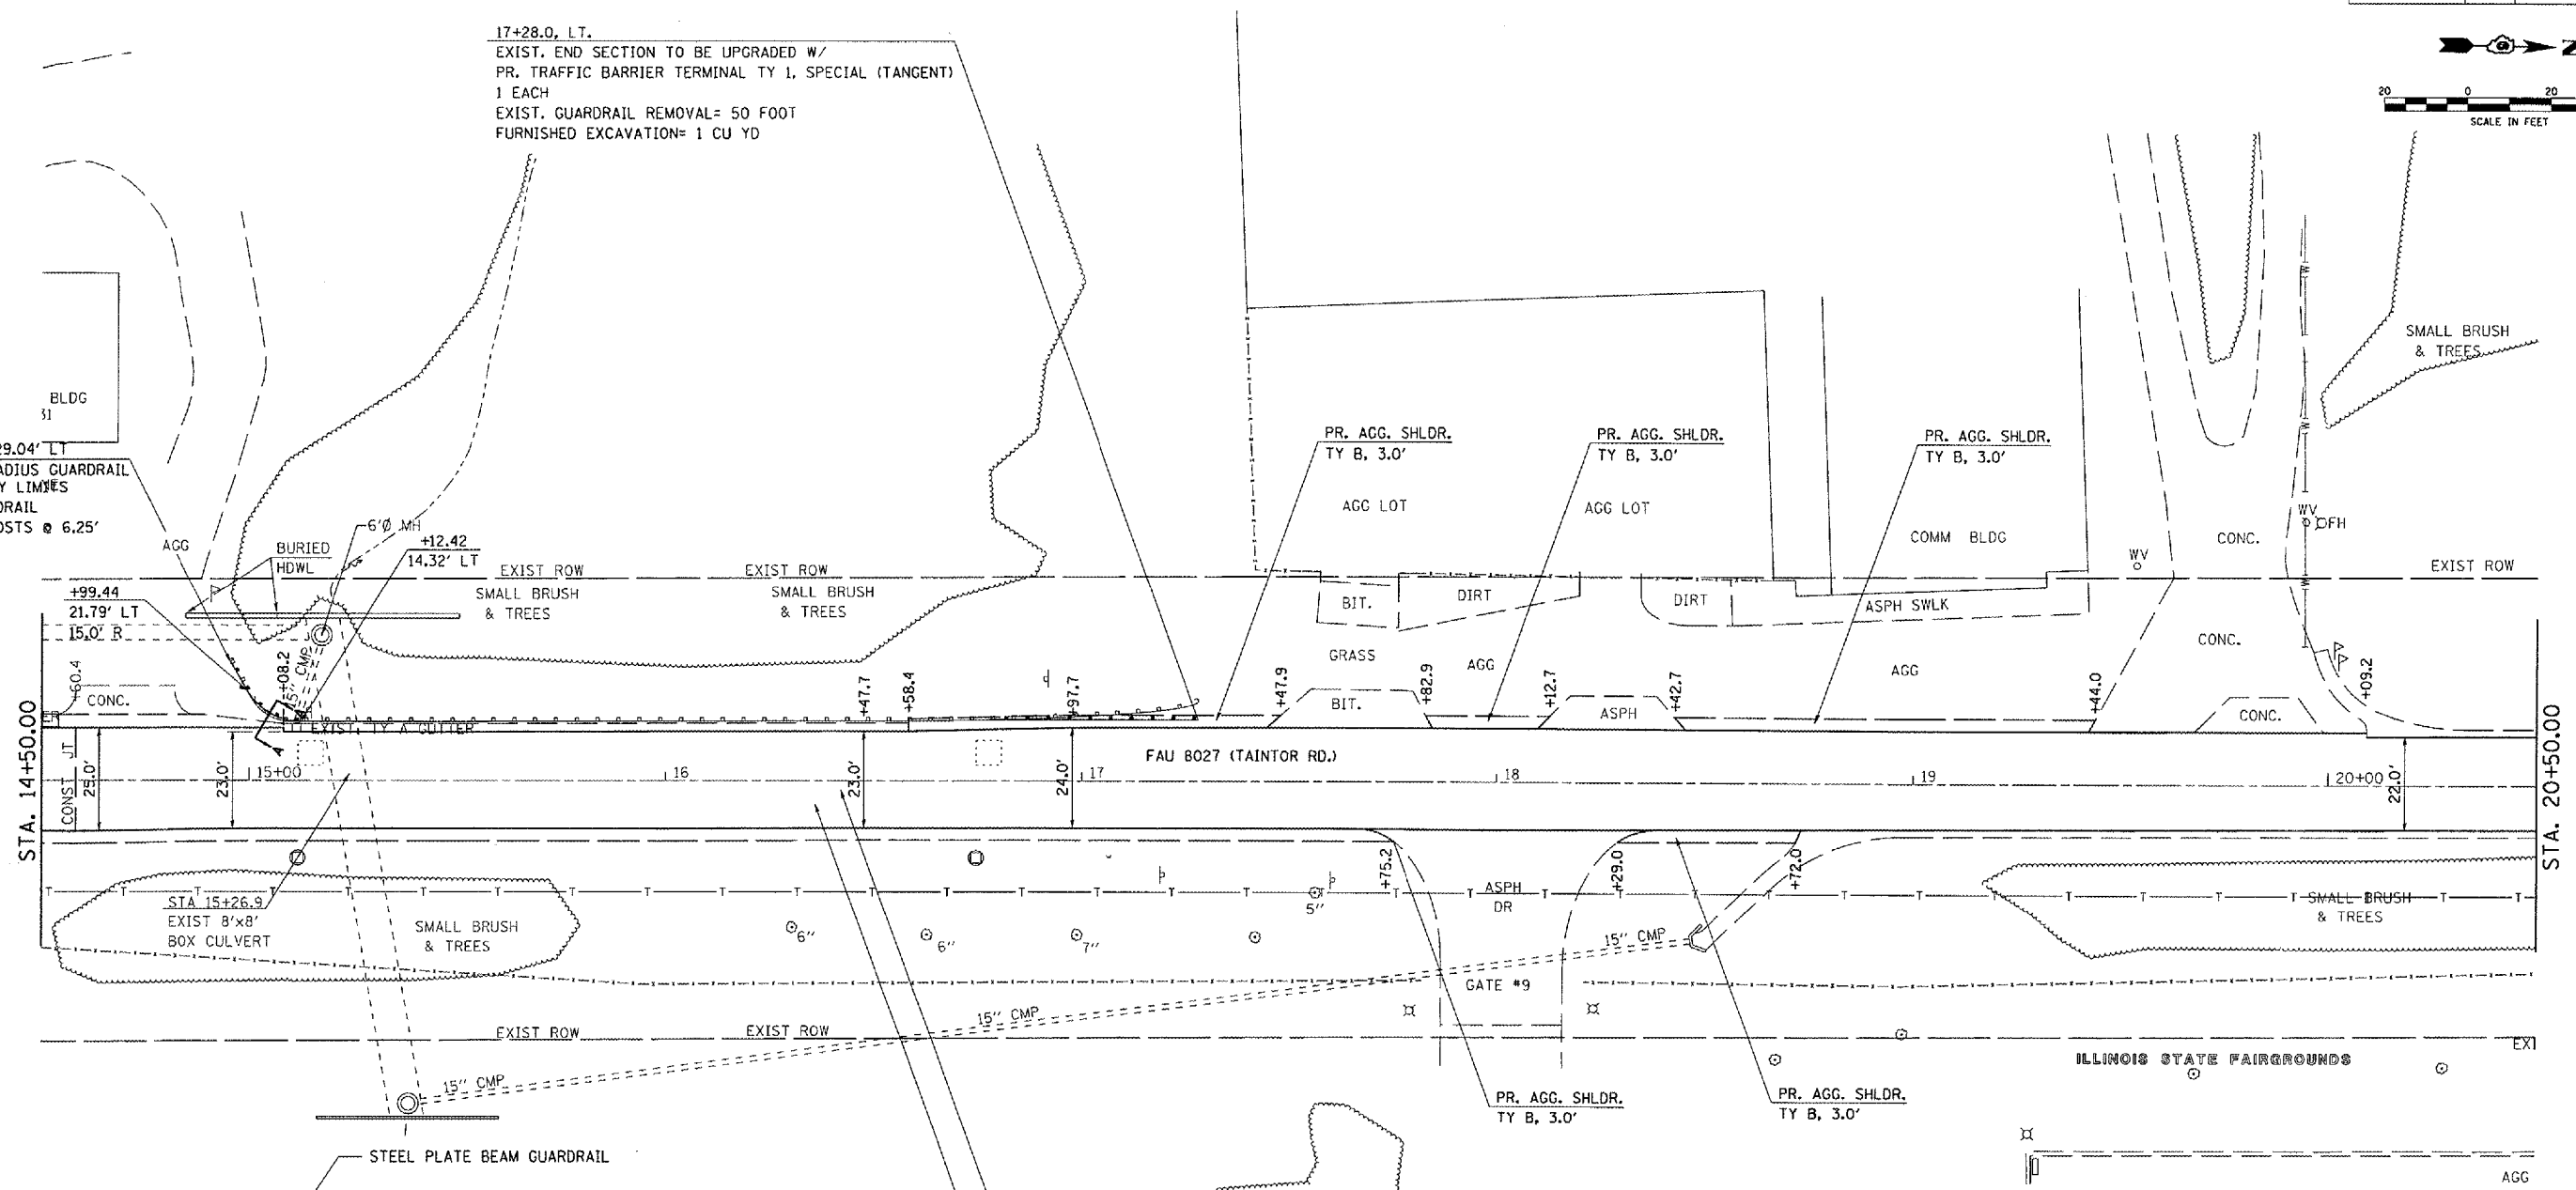 17+28.0, LT.
EXIST. END SECTION TO BE UPGRADED W/
PR. TRAFFIC BARRIER TERMINAL TY 1, SPECIAL (TANGENT)
1 EACH
EXIST. GUARDRAIL REMOVAL= 50 FOOT
FURNISHED EXCAVATION= 1 CU YD
20 0 20
SCALE IN FEET
SMALL BRUSH
& TREES
BLDG
31
29.04' LT
ADIUS GUARDRAIL
Y LIMITS
DRAIL
OSTS @ 6.25'
AGG
BURIED
HDWL
6'Ø MH
+12.42
14.32' LT
EXIST ROW
SMALL BRUSH
& TREES
EXIST ROW
SMALL BRUSH
& TREES
PR. AGG. SHLDR.
TY B, 3.0'
PR. AGG. SHLDR.
TY B, 3.0'
PR. AGG. SHLDR.
TY B, 3.0'
AGG LOT
AGG LOT
COMM BLDG
WV
CONC.
WV
FH
W
W
W
EXIST ROW
+99.44
21.79' LT
15.0' R
BIT.
DIRT
DIRT
ASPH SWLK
CONC.
GRASS
AGG
AGG
+60.4
CONC.
+08.2
15" CMP
+47.7
+58.4
+97.7
+47.9
BIT.
+82.9
+12.7
ASPH
+42.7
+44.0
CONC.
+09.2
EXIST. TY A GUTTER
A
A
STA. 14+50.00
CONST JT
25.0'
23.0'
15+00
16
23.0'
24.0'
17
FAU 8027 (TAINTOR RD.)
18
19
20+00
22.0'
STA. 20+50.00
+75.2
+29.0
+72.0
STA 15+26.9
EXIST 8'x8'
BOX CULVERT
SMALL BRUSH
& TREES
6"
6"
7"
5"
ASPH
DR
SMALL BRUSH
& TREES
15" CMP
GATE #9
15" CMP
EXIST ROW
EXIST ROW
EXI
ILLINOIS STATE FAIRGROUNDS
15" CMP
PR. AGG. SHLDR.
TY B, 3.0'
PR. AGG. SHLDR.
TY B, 3.0'
STEEL PLATE BEAM GUARDRAIL
AGG